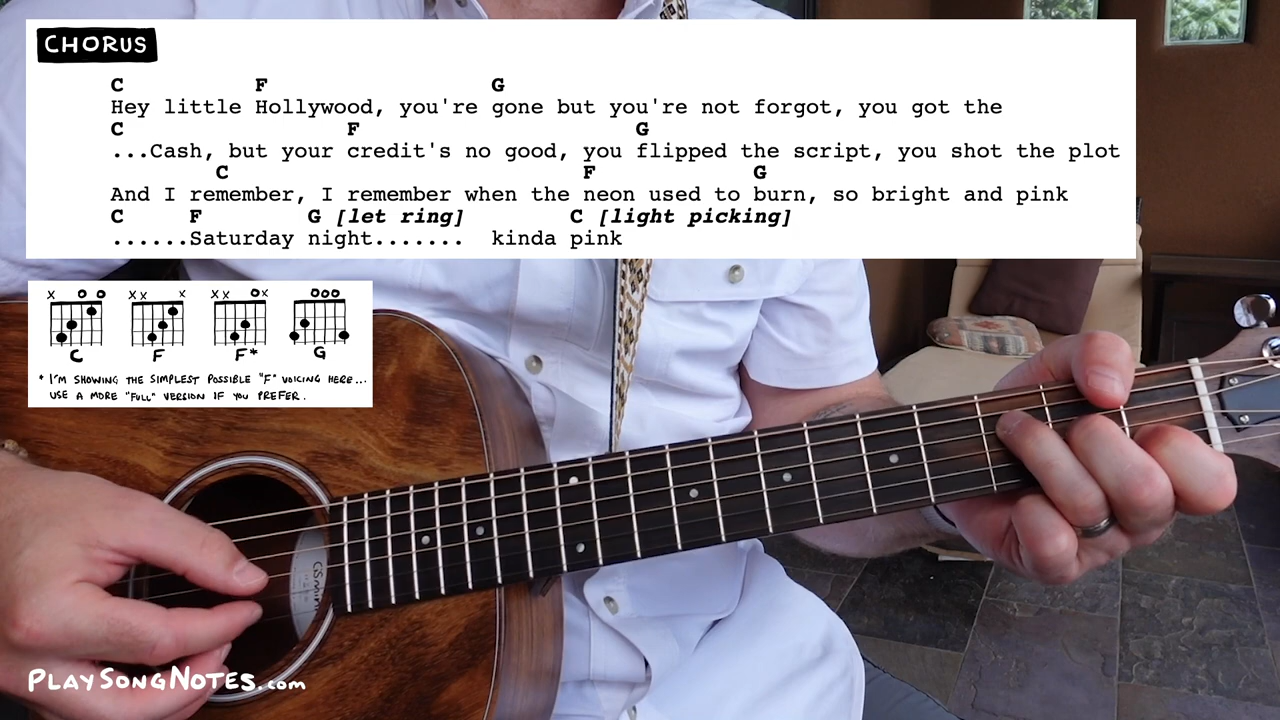 CHORUS
C F G
Hey little Hollywood, you're gone but you're not forgot, you got the
C F G
...Cash, but your credit's no good, you flipped the script, you shot the plot
C F G
And I remember, I remember when the neon used to burn, so bright and pink
C F G [let ring] C [light picking]
......Saturday night....... kinda pink
x o o x x x x x o x o o o
C F F* G
* I'M SHOWING THE SIMPLEST POSSIBLE "F" VOICING HERE...
USE A MORE "FULL" VERSION IF YOU PREFER.
PLAYSONGNOTES.COM